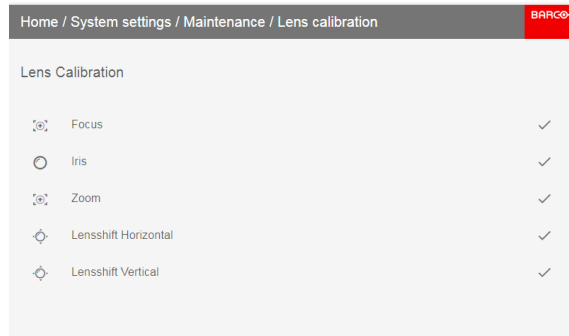 Home / System settings / Maintenance / Lens calibration
BARCO
Lens Calibration
Focus
Iris
Zoom
Lensshift Horizontal
Lensshift Vertical